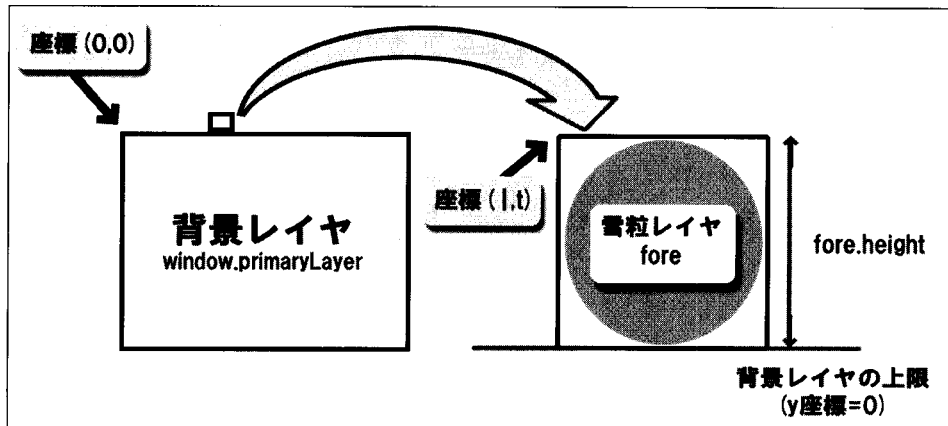 座標(0,0)
背景レイヤ
window.primaryLayer
座標(l,t)
雪粒レイヤ
fore
fore.height
背景レイヤの上限
(y座標=0)